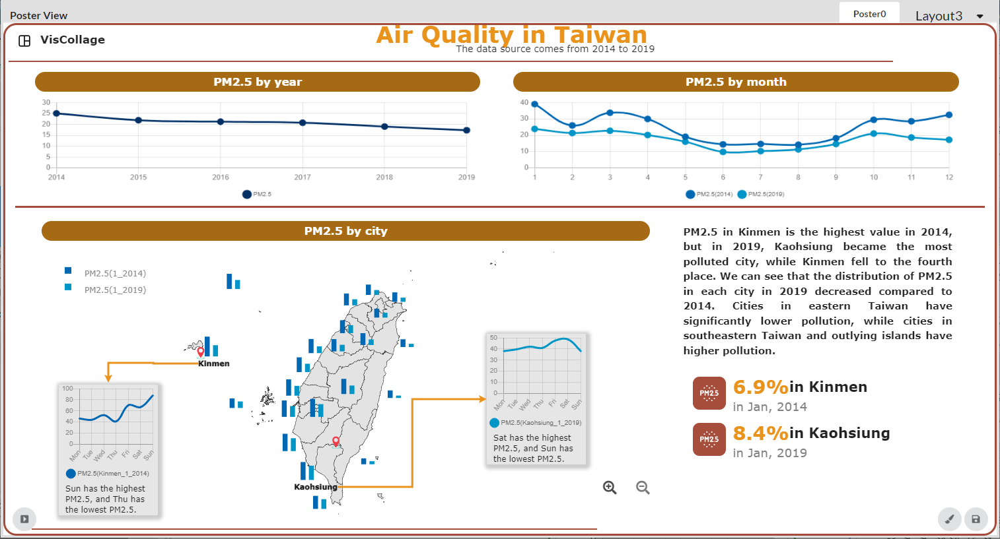 Poster View
Poster0
Layout3
VisCollage
Air Quality in Taiwan
The data source comes from 2014 to 2019
PM2.5 by year
30
25
20
15
10
5
0
2014 2015 2016 2017 2018 2019
PM2.5
PM2.5 by month
40
30
20
10
0
1 2 3 4 5 6 7 8 9 10 11 12
PM2.5(2014) PM2.5(2019)
PM2.5 by city
PM2.5(1_2014)
PM2.5(1_2019)
Kinmen
100
80
60
40
20
0
Mon Tue Wed Thu Fri Sat Sun
PM2.5(Kinmen_1_2014)
Sun has the highest
PM2.5, and Thu has
the lowest PM2.5.
Kaohsiung
50
40
30
20
10
0
Mon Tue Wed Thu Fri Sat Sun
PM2.5(Kaohsiung_1_2019)
Sat has the highest
PM2.5, and Sun has
the lowest PM2.5.
PM2.5 in Kinmen is the highest value in 2014,
but in 2019, Kaohsiung became the most
polluted city, while Kinmen fell to the fourth
place. We can see that the distribution of PM2.5
in each city in 2019 decreased compared to
2014. Cities in eastern Taiwan have
significantly lower pollution, while cities in
southeastern Taiwan and outlying islands have
higher pollution.
PM2.5
6.9% in Kinmen
in Jan, 2014
PM2.5
8.4% in Kaohsiung
in Jan, 2019